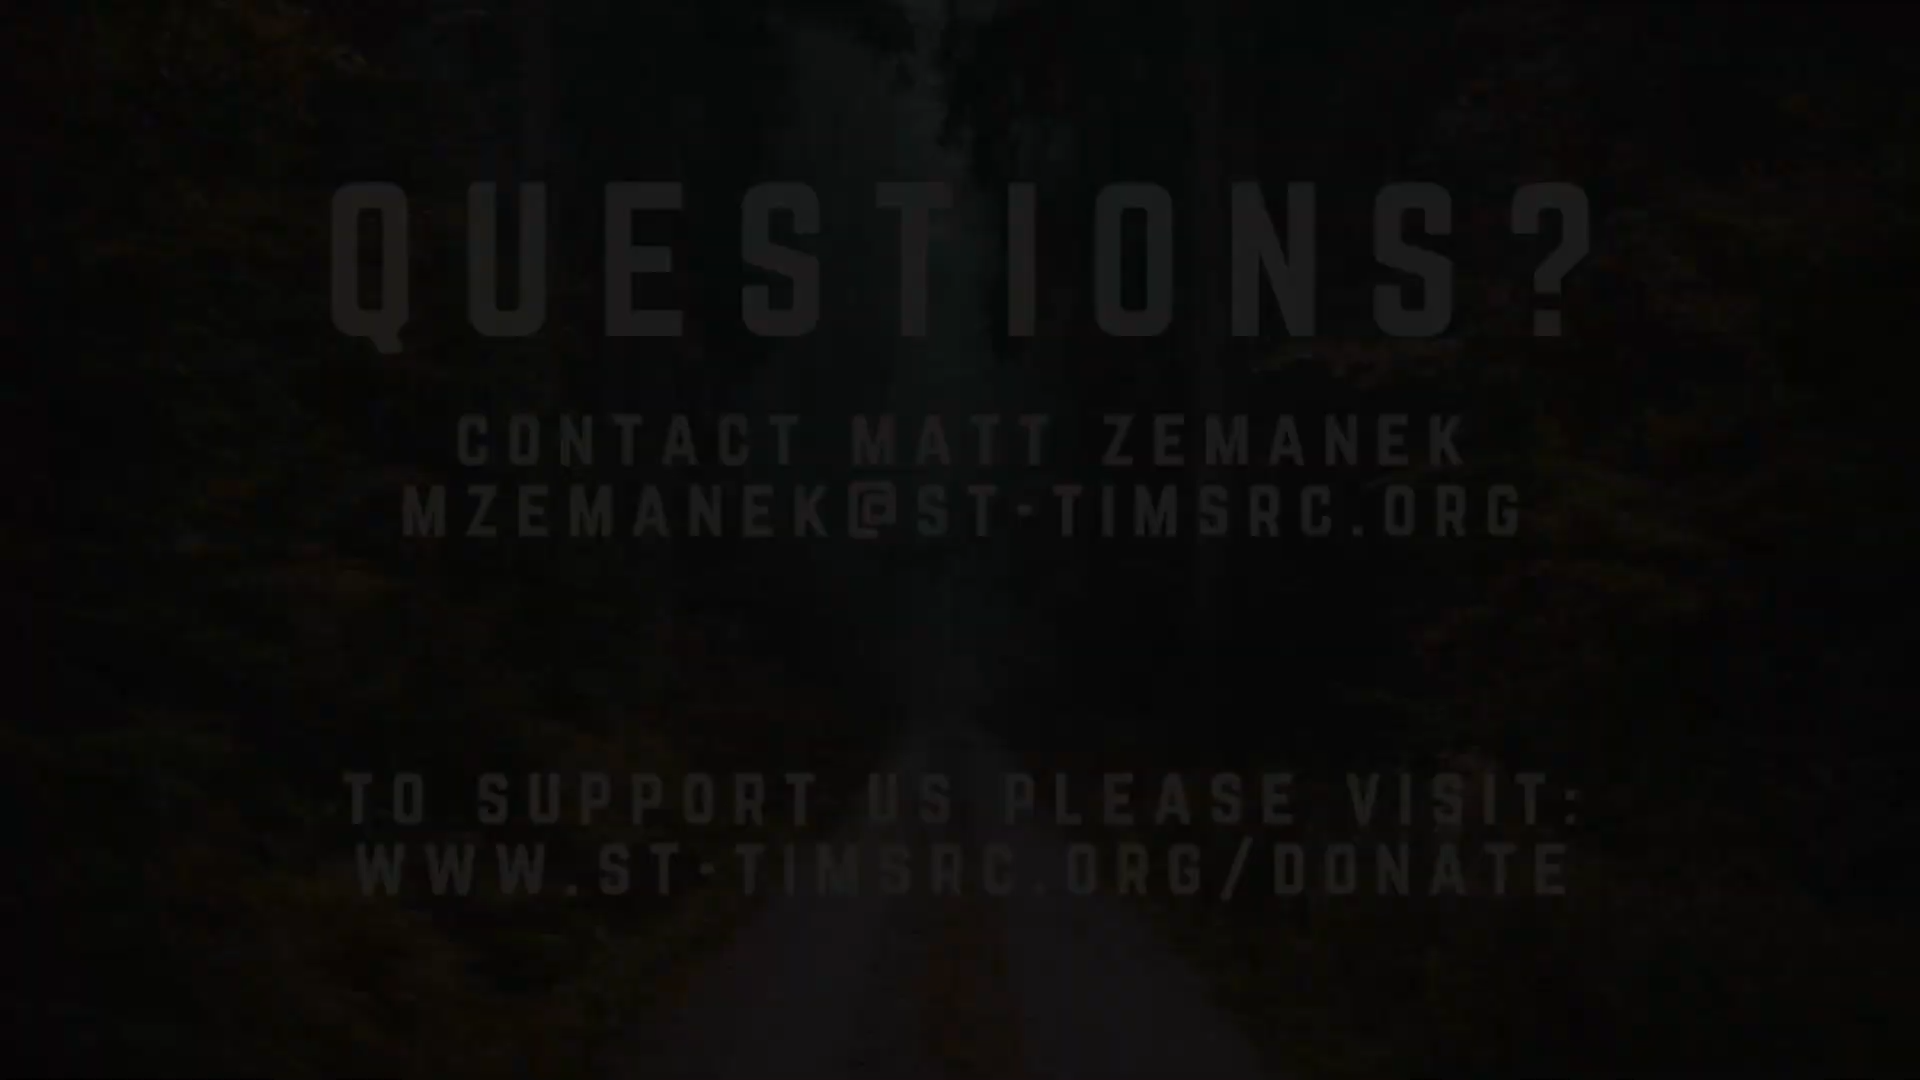 QUESTIONS?
CONTACT MATT ZEMANEK
MZEMANEK@ST-TIMSRC.ORG
TO SUPPORT US PLEASE VISIT:
WWW.ST-TIMSRC.ORG/DONATE